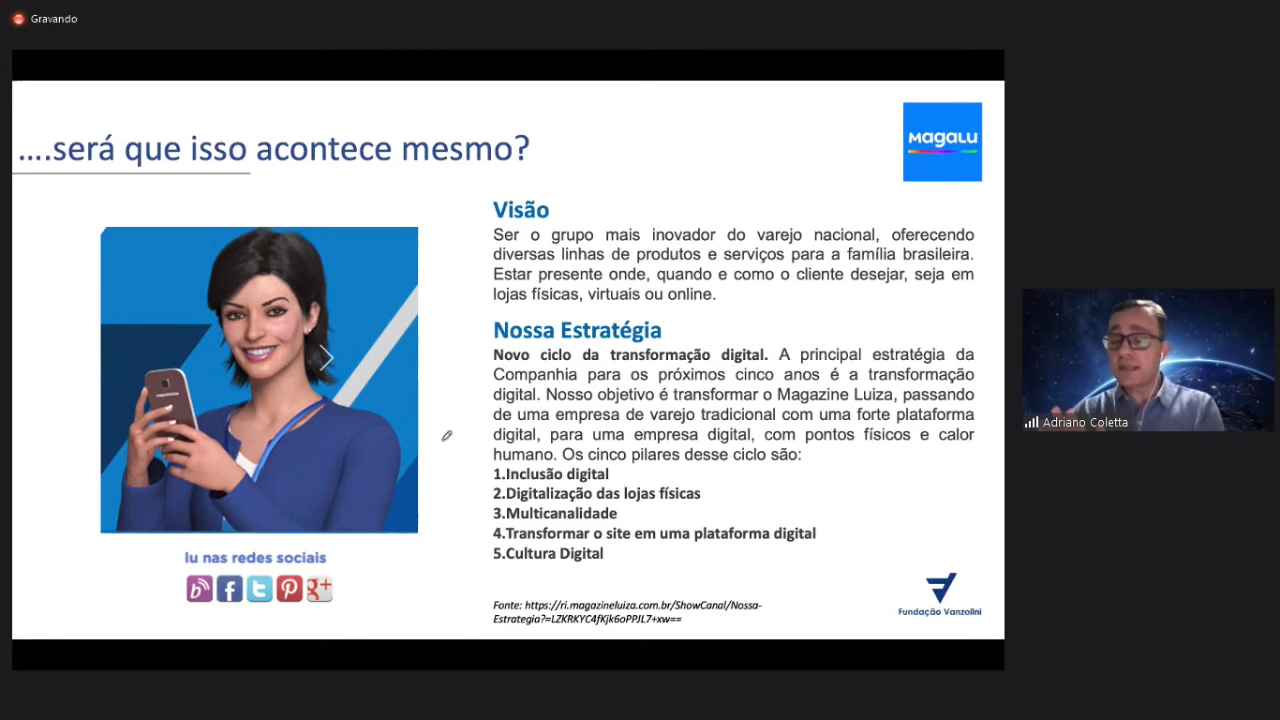 Gravando
....será que isso acontece mesmo?
MAGALU
Visão
Ser o grupo mais inovador do varejo nacional, oferecendo
diversas linhas de produtos e serviços para a família brasileira.
Estar presente onde, quando e como o cliente desejar, seja em
lojas físicas, virtuais ou online.
Nossa Estratégia
Novo ciclo da transformação digital. A principal estratégia da
Companhia para os próximos cinco anos é a transformação
digital. Nosso objetivo é transformar o Magazine Luiza, passando
de uma empresa de varejo tradicional com uma forte plataforma
digital, para uma empresa digital, com pontos físicos e calor
humano. Os cinco pilares desse ciclo são:
1.Inclusão digital
2.Digitalização das lojas físicas
3.Multicanalidade
4.Transformar o site em uma plataforma digital
5.Cultura Digital
lu nas redes sociais
Fonte: https://ri.magazineluiza.com.br/ShowCanal/Nossa-
Estrategia?=LZKRKYC4fKjk6oPPJL7+xw==
Fundação Vanzolini
Adriano Coletta